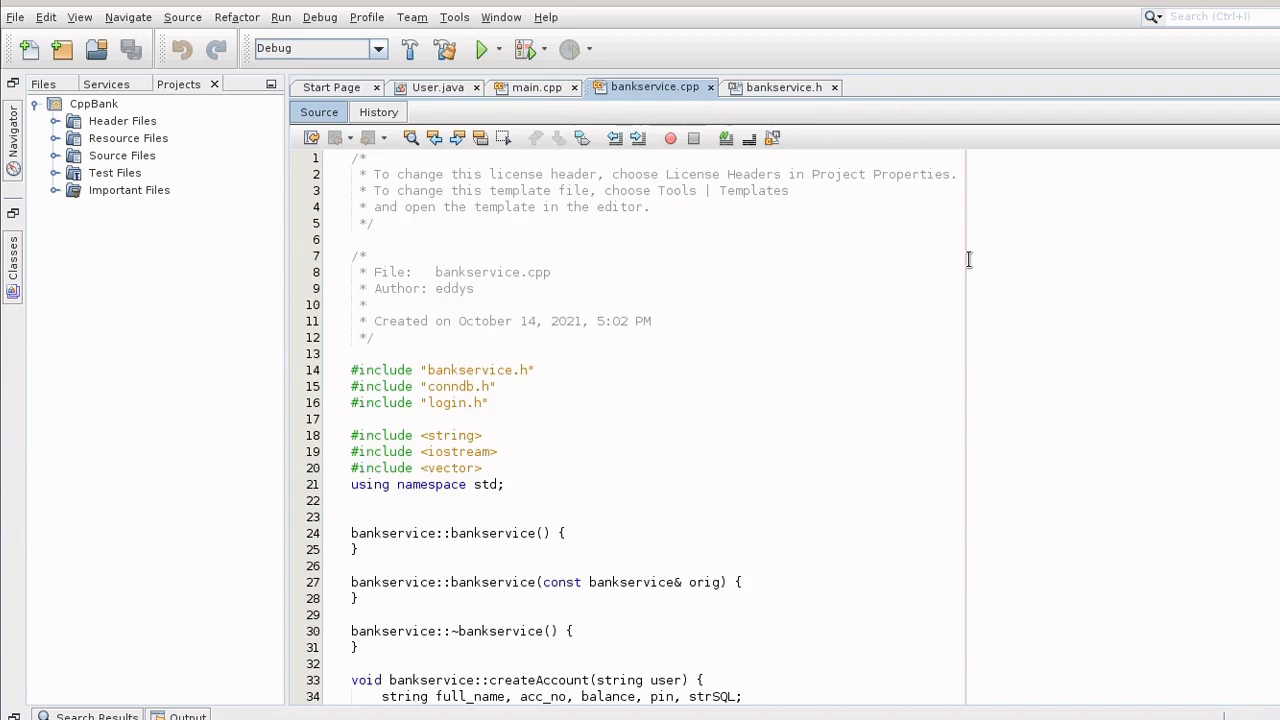 File Edit View Navigate Source Refactor Run Debug Profile Team Tools Window Help Search (Ctrl+I)
Debug
Files Services Projects
Start Page User.java main.cpp bankservice.cpp bankservice.h
CppBank
Header Files
Resource Files
Source Files
Test Files
Important Files
Navigator
Classes
Source History
1 /*
2 * To change this license header, choose License Headers in Project Properties.
3 * To change this template file, choose Tools | Templates
4 * and open the template in the editor.
5 */
6
7 /*
8 * File:   bankservice.cpp
9 * Author: eddys
10 *
11 * Created on October 14, 2021, 5:02 PM
12 */
13
14 #include "bankservice.h"
15 #include "conndb.h"
16 #include "login.h"
17
18 #include <string>
19 #include <iostream>
20 #include <vector>
21 using namespace std;
22
23
24 bankservice::bankservice() {
25 }
26
27 bankservice::bankservice(const bankservice& orig) {
28 }
29
30 bankservice::~bankservice() {
31 }
32
33 void bankservice::createAccount(string user) {
34 string full_name, acc_no, balance, pin, strSQL;
Search Results Output